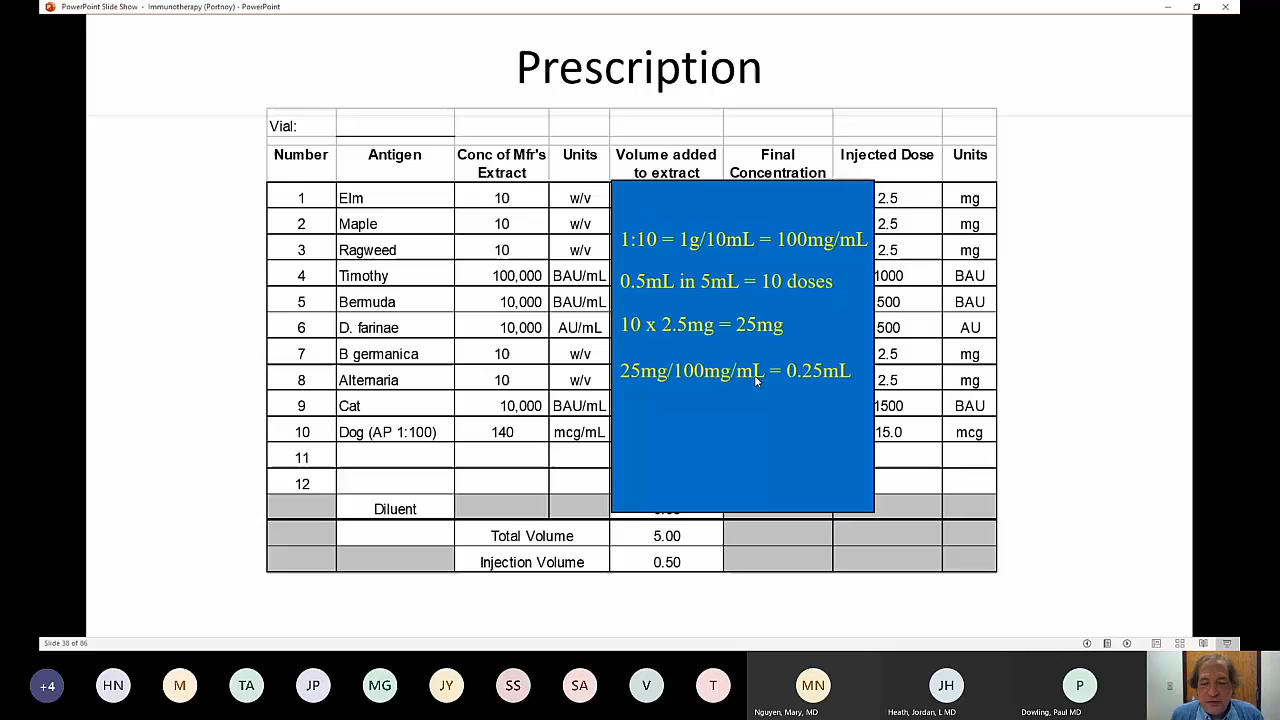 PowerPoint Slide Show - Immunotherapy (Portnoy) - PowerPoint
Prescription
Vial:
Number Antigen Conc of Mfr's Extract Units Volume added to extract Final Concentration Injected Dose Units
1 Elm 10 w/v 2.5 mg
2 Maple 10 w/v 2.5 mg
3 Ragweed 10 w/v 2.5 mg
4 Timothy 100,000 BAU/mL 1000 BAU
5 Bermuda 10,000 BAU/mL 500 BAU
6 D. farinae 10,000 AU/mL 500 AU
7 B germanica 10 w/v 2.5 mg
8 Alternaria 10 w/v 2.5 mg
9 Cat 10,000 BAU/mL 1500 BAU
10 Dog (AP 1:100) 140 mcg/mL 15.0 mcg
11
12
Diluent
Total Volume 5.00
Injection Volume 0.50
1:10 = 1g/10mL = 100mg/mL
0.5mL in 5mL = 10 doses
10 x 2.5mg = 25mg
25mg/100mg/mL = 0.25mL
Slide 38 of 86
+4 HN M TA JP MG JY SS SA V T MN JH P
Nguyen, Mary, MD Heath, Jordan, L MD Dowling, Paul MD